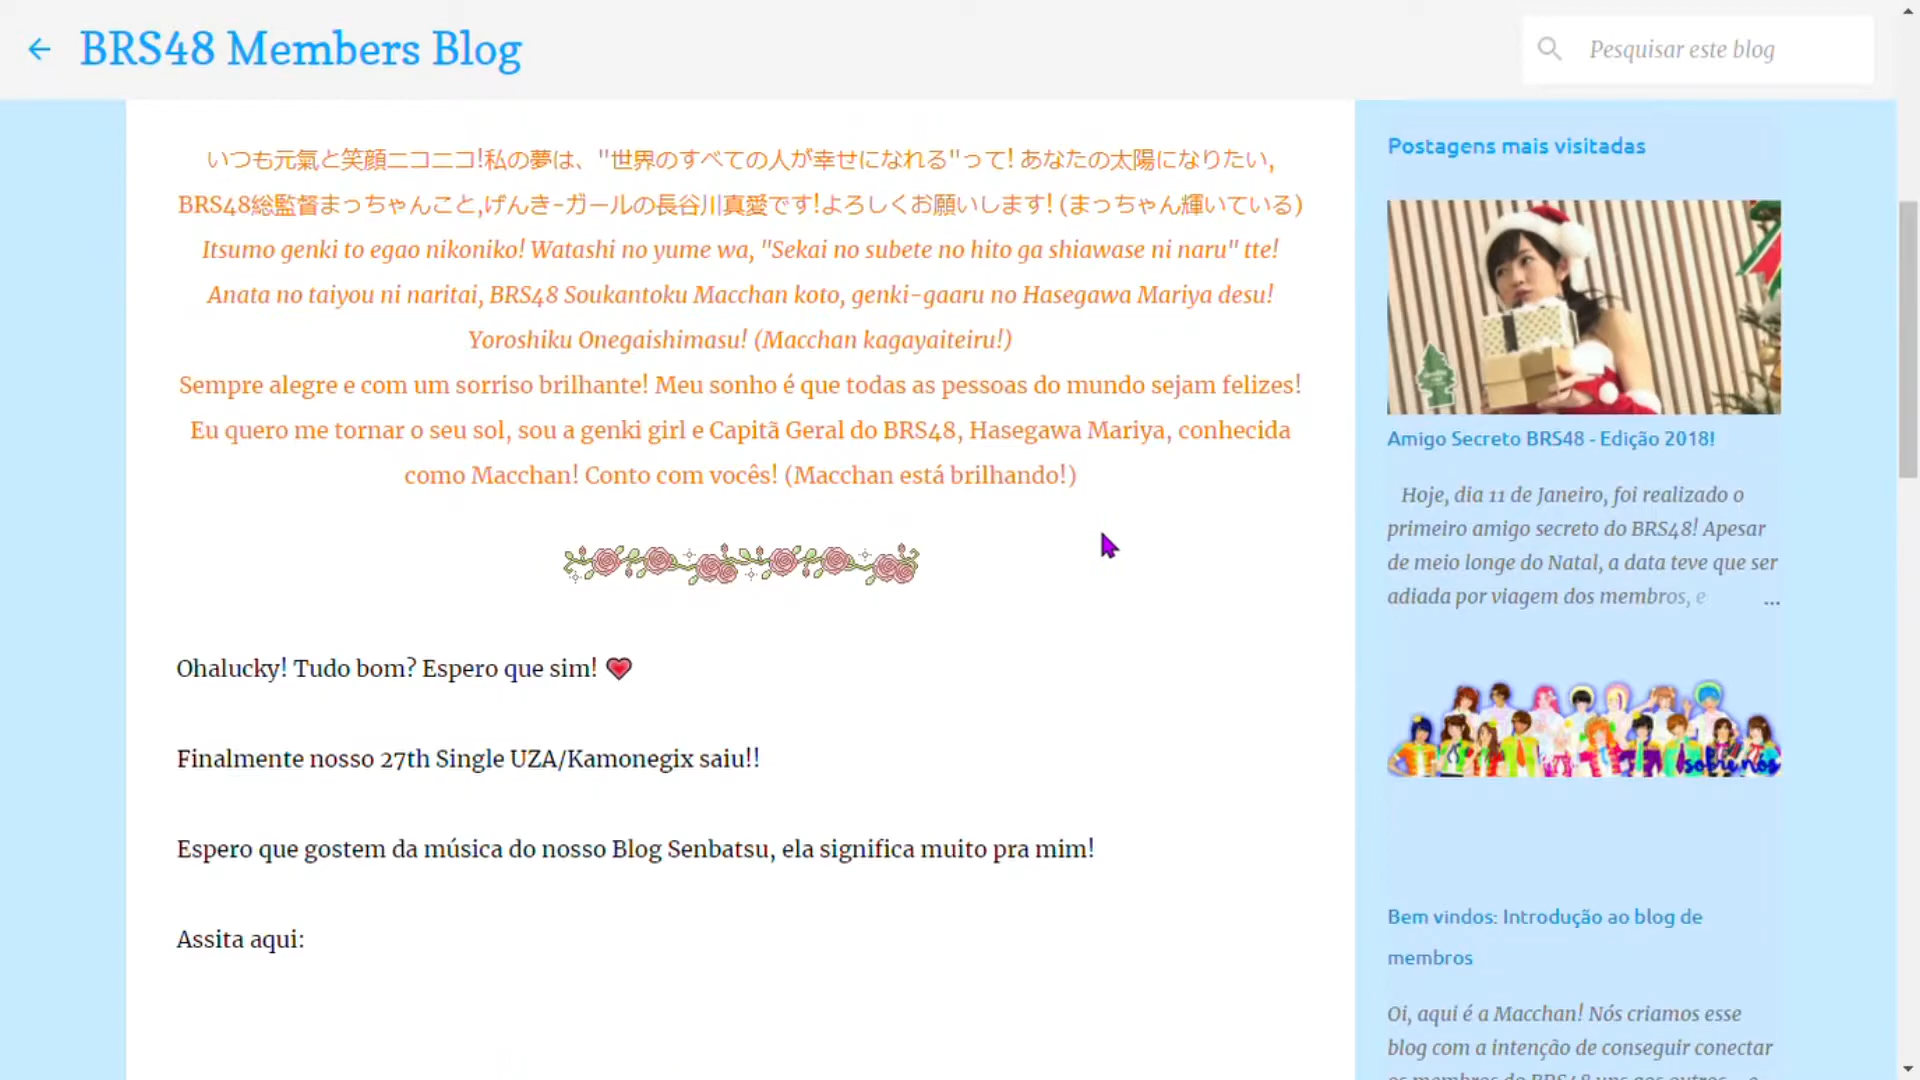 BRS48 Members Blog
Pesquisar este blog
いつも元氣と笑顔ニコニコ!私の夢は、"世界のすべての人が幸せになれる"って! あなたの太陽になりたい,
BRS48総監督まっちゃんこと,げんき-ガールの長谷川真愛です!よろしくお願いします! (まっちゃん輝いている)
Itsumo genki to egao nikoniko! Watashi no yume wa, "Sekai no subete no hito ga shiawase ni naru" tte!
Anata no taiyou ni naritai, BRS48 Soukantoku Macchan koto, genki-gaaru no Hasegawa Mariya desu!
Yoroshiku Onegaishimasu! (Macchan kagayaiteiru!)
Sempre alegre e com um sorriso brilhante! Meu sonho é que todas as pessoas do mundo sejam felizes!
Eu quero me tornar o seu sol, sou a genki girl e Capitã Geral do BRS48, Hasegawa Mariya, conhecida
como Macchan! Conto com vocês! (Macchan está brilhando!)
Ohalucky! Tudo bom? Espero que sim!
Finalmente nosso 27th Single UZA/Kamonegix saiu!!
Espero que gostem da música do nosso Blog Senbatsu, ela significa muito pra mim!
Assita aqui:
Postagens mais visitadas
Amigo Secreto BRS48 - Edição 2018!
Hoje, dia 11 de Janeiro, foi realizado o
primeiro amigo secreto do BRS48! Apesar
de meio longe do Natal, a data teve que ser
adiada por viagem dos membros, e ...
sobre nós
Bem vindos: Introdução ao blog de
membros
Oi, aqui é a Macchan! Nós criamos esse
blog com a intenção de conseguir conectar
os membros do BRS48 uns aos outros